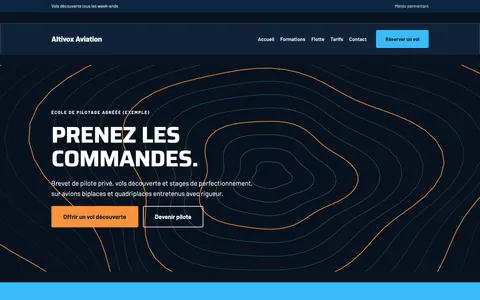 Vols découverte tous les week-ends
Météo permettant
Altivox Aviation
Accueil Formations Flotte Tarifs Contact Réserver un vol
ÉCOLE DE PILOTAGE AGRÉÉE (EXEMPLE)
PRENEZ LES
COMMANDES.
Brevet de pilote privé, vols découverte et stages de perfectionnement,
sur avions biplaces et quadriplaces entretenus avec rigueur.
Offrir un vol découverte Devenir pilote